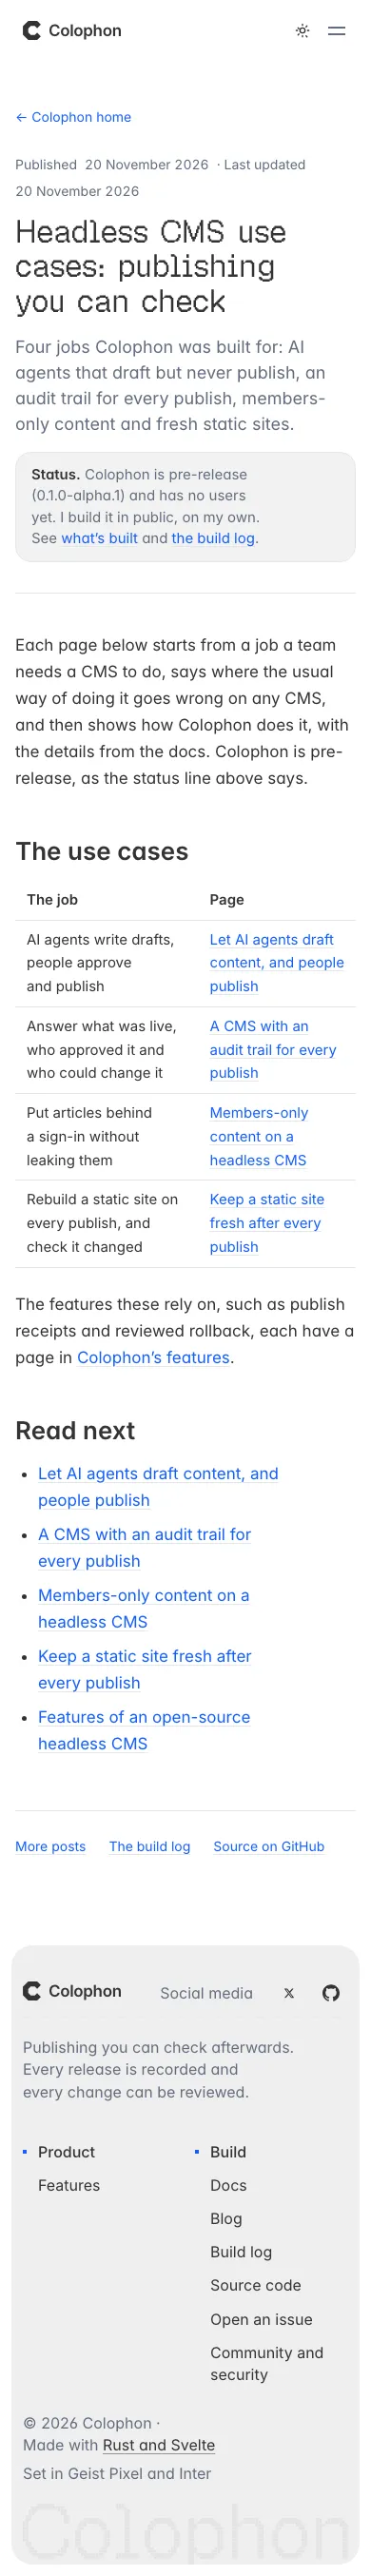 Colophon
← Colophon home
Published 20 November 2026 · Last updated
20 November 2026
Headless CMS use
cases: publishing
you can check
Four jobs Colophon was built for: AI
agents that draft but never publish, an
audit trail for every publish, members-
only content and fresh static sites.
Status. Colophon is pre-release
(0.1.0-alpha.1) and has no users
yet. I build it in public, on my own.
See what's built and the build log.
Each page below starts from a job a team
needs a CMS to do, says where the usual
way of doing it goes wrong on any CMS,
and then shows how Colophon does it, with
the details from the docs. Colophon is pre-
release, as the status line above says.
The use cases
The job Page
AI agents write drafts,
people approve
and publish
Let AI agents draft
content, and people
publish
Answer what was live,
who approved it and
who could change it
A CMS with an
audit trail for every
publish
Put articles behind
a sign-in without
leaking them
Members-only
content on a
headless CMS
Rebuild a static site on
every publish, and
check it changed
Keep a static site
fresh after every
publish
The features these rely on, such as publish
receipts and reviewed rollback, each have a
page in Colophon's features.
Read next
• Let AI agents draft content, and
people publish
• A CMS with an audit trail for
every publish
• Members-only content on a
headless CMS
• Keep a static site fresh after
every publish
• Features of an open-source
headless CMS
More posts The build log Source on GitHub
Colophon Social media
Publishing you can check afterwards.
Every release is recorded and
every change can be reviewed.
Product
Features
Build
Docs
Blog
Build log
Source code
Open an issue
Community and
security
© 2026 Colophon ·
Made with Rust and Svelte
Set in Geist Pixel and Inter
Colophon